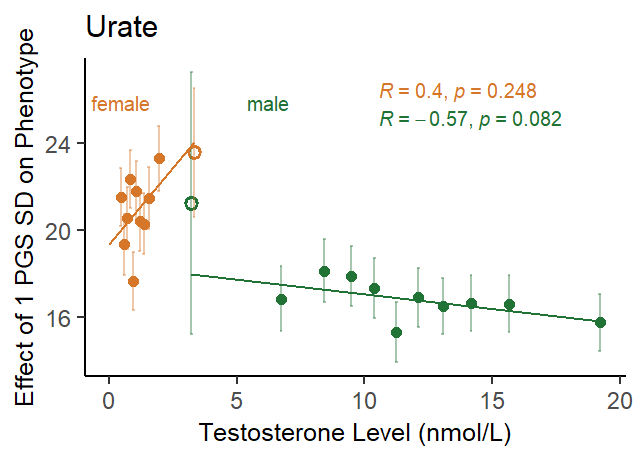 Urate
Effect of 1 PGS SD on Phenotype
female
male
R = 0.4, p = 0.248
R = −0.57, p = 0.082
24
20
16
0 5 10 15 20
Testosterone Level (nmol/L)